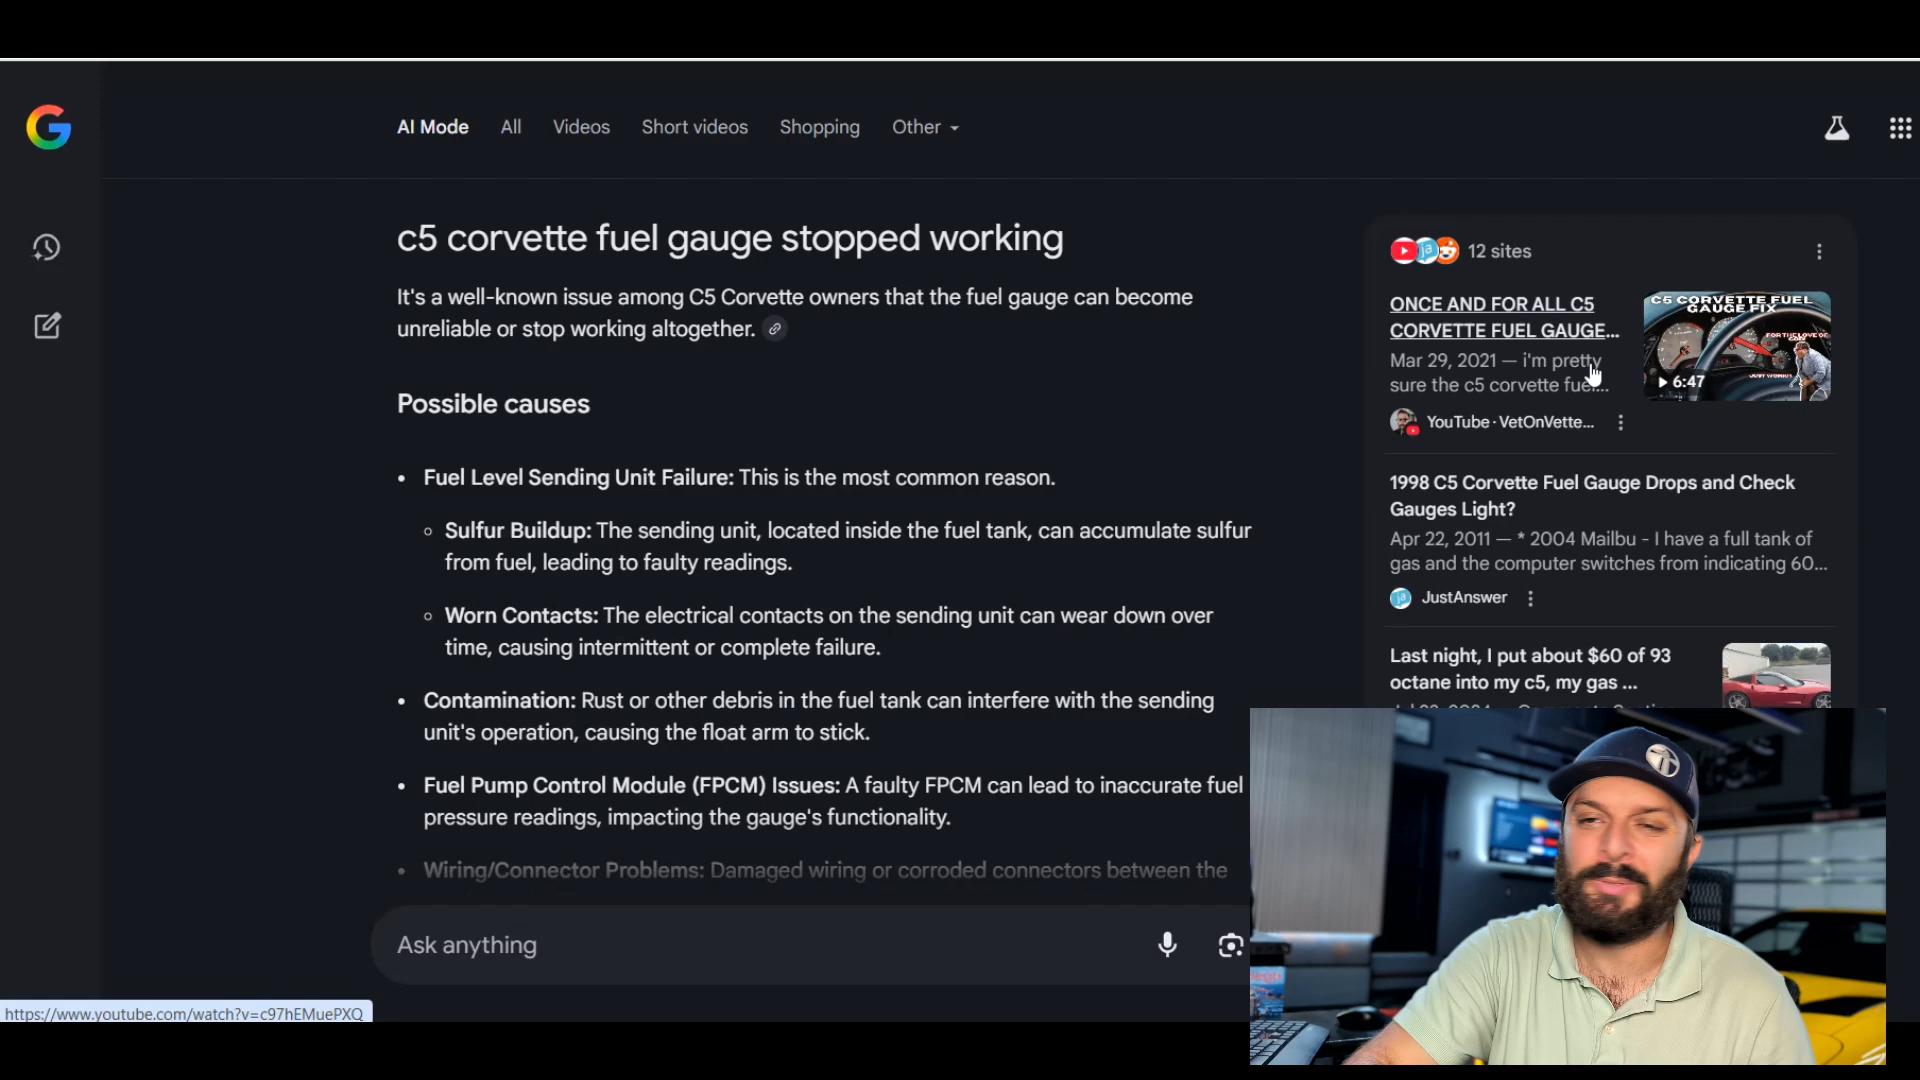 AI Mode All Videos Short videos Shopping Other
c5 corvette fuel gauge stopped working
It's a well-known issue among C5 Corvette owners that the fuel gauge can become
unreliable or stop working altogether.
Possible causes
• Fuel Level Sending Unit Failure: This is the most common reason.
Sulfur Buildup: The sending unit, located inside the fuel tank, can accumulate sulfur
from fuel, leading to faulty readings.
Worn Contacts: The electrical contacts on the sending unit can wear down over
time, causing intermittent or complete failure.
• Contamination: Rust or other debris in the fuel tank can interfere with the sending
unit's operation, causing the float arm to stick.
• Fuel Pump Control Module (FPCM) Issues: A faulty FPCM can lead to inaccurate fuel
pressure readings, impacting the gauge's functionality.
• Wiring/Connector Problems: Damaged wiring or corroded connectors between the
Ask anything
https://www.youtube.com/watch?v=c97hEMuePXQ
ja
12 sites
ONCE AND FOR ALL C5
CORVETTE FUEL GAUGE...
Mar 29, 2021 — i'm pretty
sure the c5 corvette fue...
YouTube · VetOnVette...
C5 CORVETTE FUEL
GAUGE FIX
FOR THE LOVE OF
6:47
1998 C5 Corvette Fuel Gauge Drops and Check
Gauges Light?
Apr 22, 2011 — * 2004 Mailbu - I have a full tank of
gas and the computer switches from indicating 60...
ja JustAnswer
Last night, I put about $60 of 93
octane into my c5, my gas ...